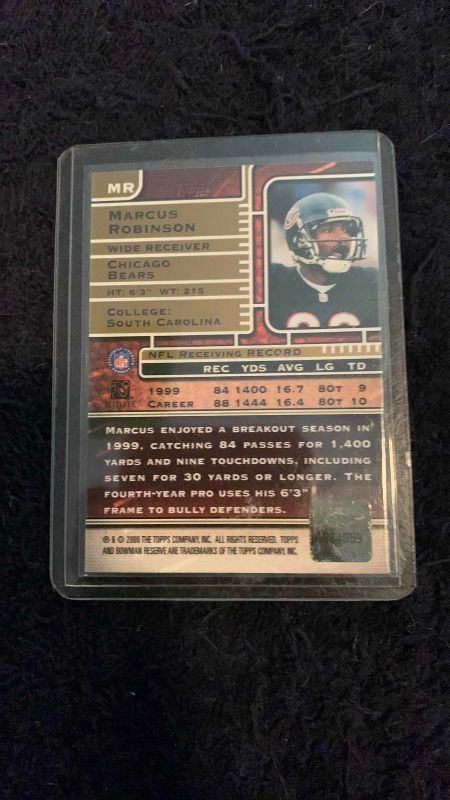 MR
Topps
MARCUS
ROBINSON
WIDE RECEIVER
CHICAGO
BEARS
HT: 6'3" WT: 215
COLLEGE:
SOUTH CAROLINA
NFL RECEIVING RECORD
REC YDS AVG LG TD
1999 84 1400 16.7 80T 9
CAREER 88 1444 16.4 80T 10
MARCUS ENJOYED A BREAKOUT SEASON IN
1999, CATCHING 84 PASSES FOR 1,400
YARDS AND NINE TOUCHDOWNS, INCLUDING
SEVEN FOR 30 YARDS OR LONGER. THE
FOURTH-YEAR PRO USES HIS 6'3"
FRAME TO BULLY DEFENDERS.
® & © 2000 THE TOPPS COMPANY, INC. ALL RIGHTS RESERVED. TOPPS
AND BOWMAN RESERVE ARE TRADEMARKS OF THE TOPPS COMPANY, INC.